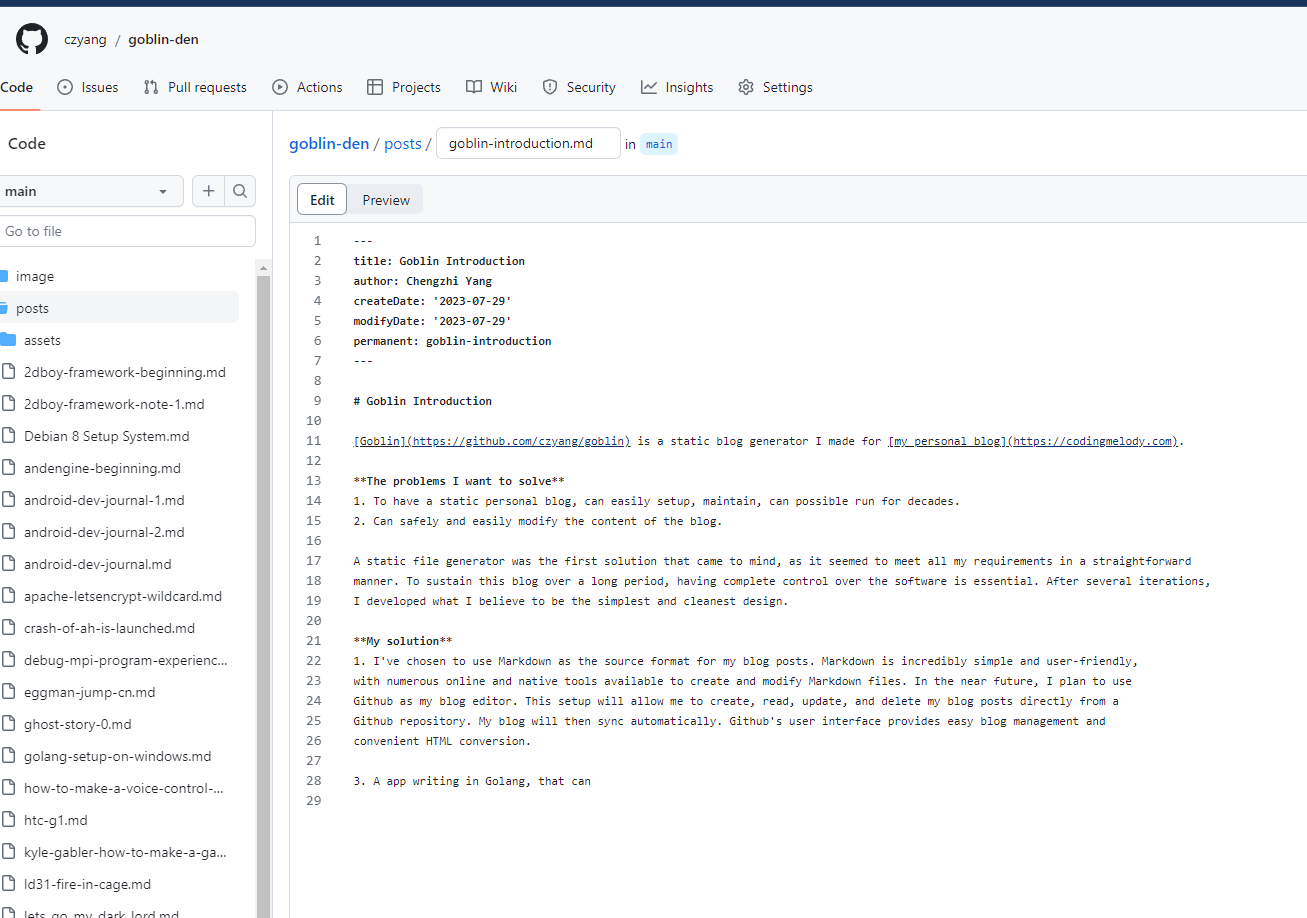 czyang / goblin-den
Code Issues Pull requests Actions Projects Wiki Security Insights Settings
Code
main
Go to file
image
posts
assets
2dboy-framework-beginning.md
2dboy-framework-note-1.md
Debian 8 Setup System.md
andengine-beginning.md
android-dev-journal-1.md
android-dev-journal-2.md
android-dev-journal.md
apache-letsencrypt-wildcard.md
crash-of-ah-is-launched.md
debug-mpi-program-experienc...
eggman-jump-cn.md
ghost-story-0.md
golang-setup-on-windows.md
how-to-make-a-voice-control-...
htc-g1.md
kyle-gabler-how-to-make-a-ga...
ld31-fire-in-cage.md
lets_go_my_dark_lord.md
goblin-den / posts / goblin-introduction.md in main
Edit Preview
1 ---
2 title: Goblin Introduction
3 author: Chengzhi Yang
4 createDate: '2023-07-29'
5 modifyDate: '2023-07-29'
6 permanent: goblin-introduction
7 ---
8
9 # Goblin Introduction
10
11 [Goblin](https://github.com/czyang/goblin) is a static blog generator I made for [my personal blog](https://codingmelody.com).
12
13 **The problems I want to solve**
14 1. To have a static personal blog, can easily setup, maintain, can possible run for decades.
15 2. Can safely and easily modify the content of the blog.
16
17 A static file generator was the first solution that came to mind, as it seemed to meet all my requirements in a straightforward
18 manner. To sustain this blog over a long period, having complete control over the software is essential. After several iterations,
19 I developed what I believe to be the simplest and cleanest design.
20
21 **My solution**
22 1. I've chosen to use Markdown as the source format for my blog posts. Markdown is incredibly simple and user-friendly,
23 with numerous online and native tools available to create and modify Markdown files. In the near future, I plan to use
24 Github as my blog editor. This setup will allow me to create, read, update, and delete my blog posts directly from a
25 Github repository. My blog will then sync automatically. Github's user interface provides easy blog management and
26 convenient HTML conversion.
27
28 3. A app writing in Golang, that can
29